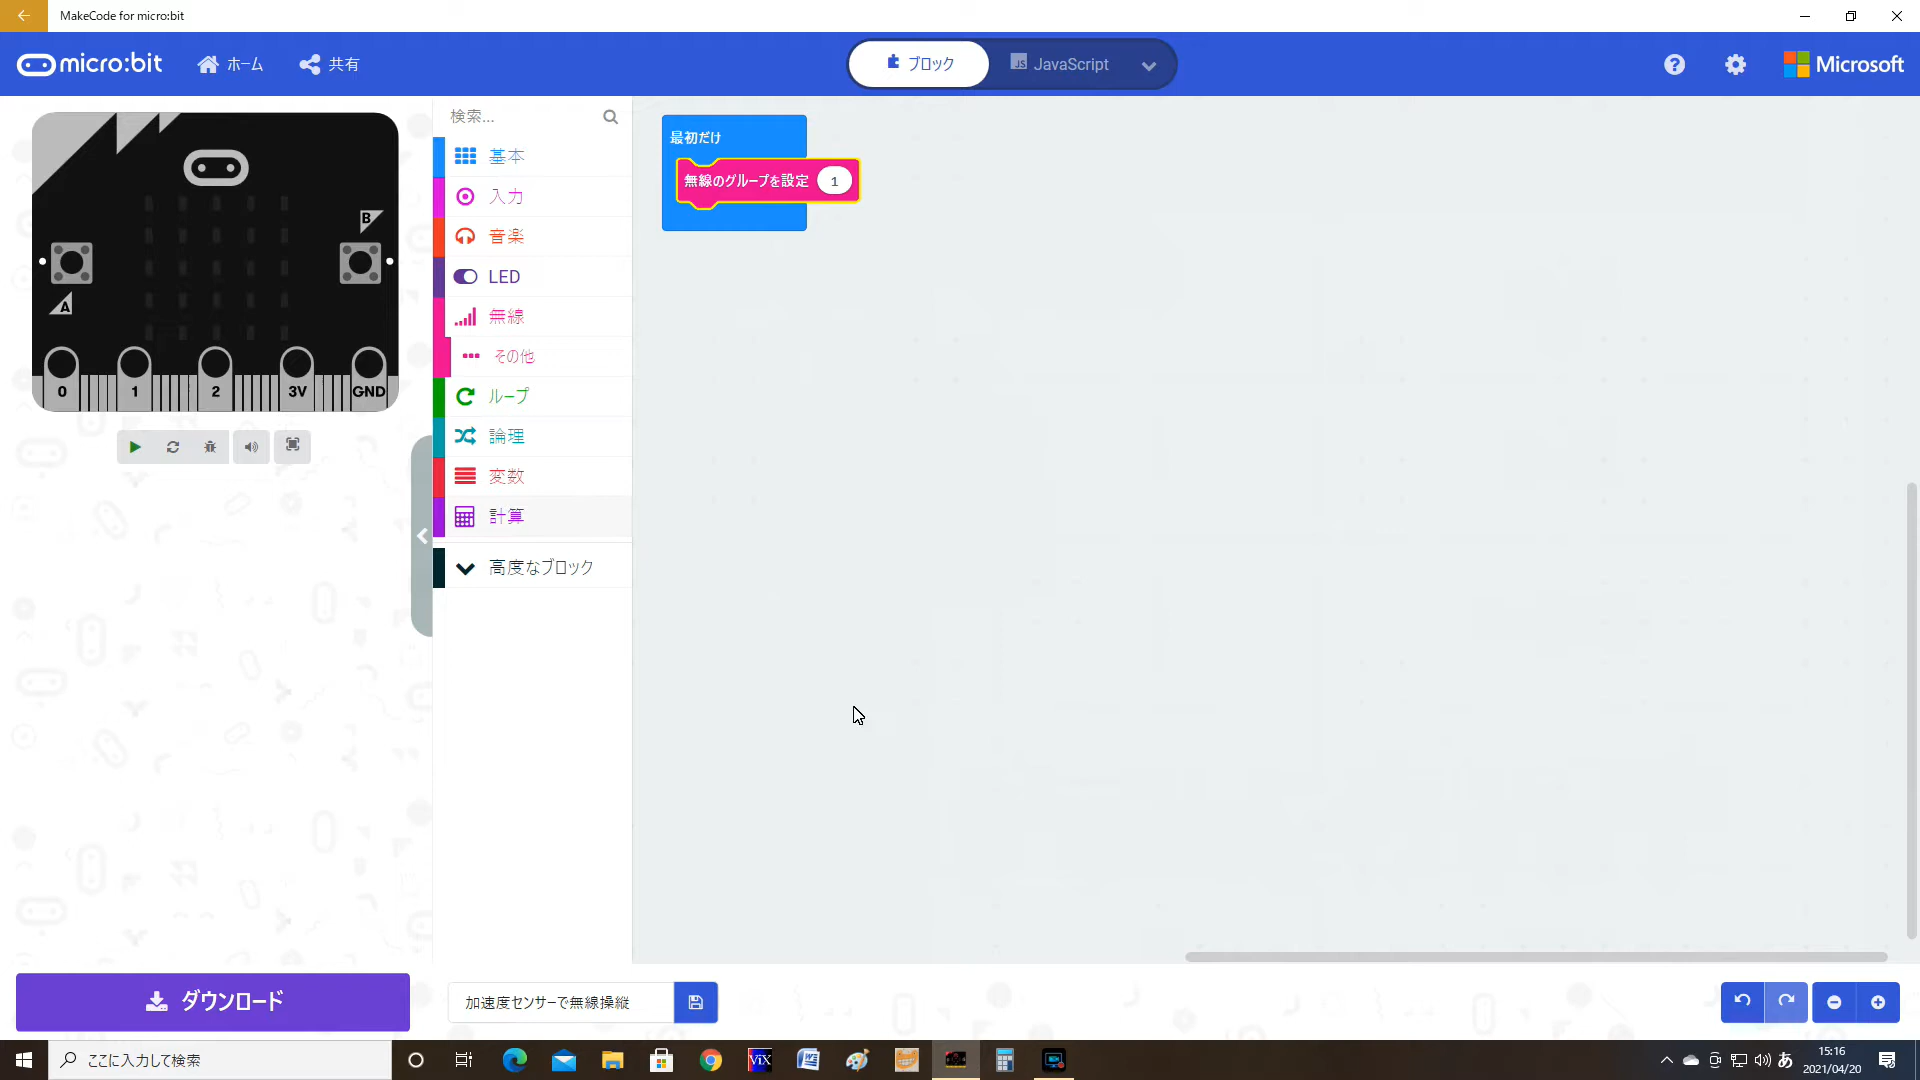 MakeCode for micro:bit
micro:bit
ホーム
共有
ブロック
JS
JavaScript
Microsoft
検索...
基本
入力
音楽
LED
無線
その他
ループ
論理
変数
計算
高度なブロック
最初だけ
無線のグループを設定 1
A
B
0 1 2 3V GND
ダウンロード
加速度センサーで無線操縦
ここに入力して検索
ViX
あ
15:16
2021/04/20